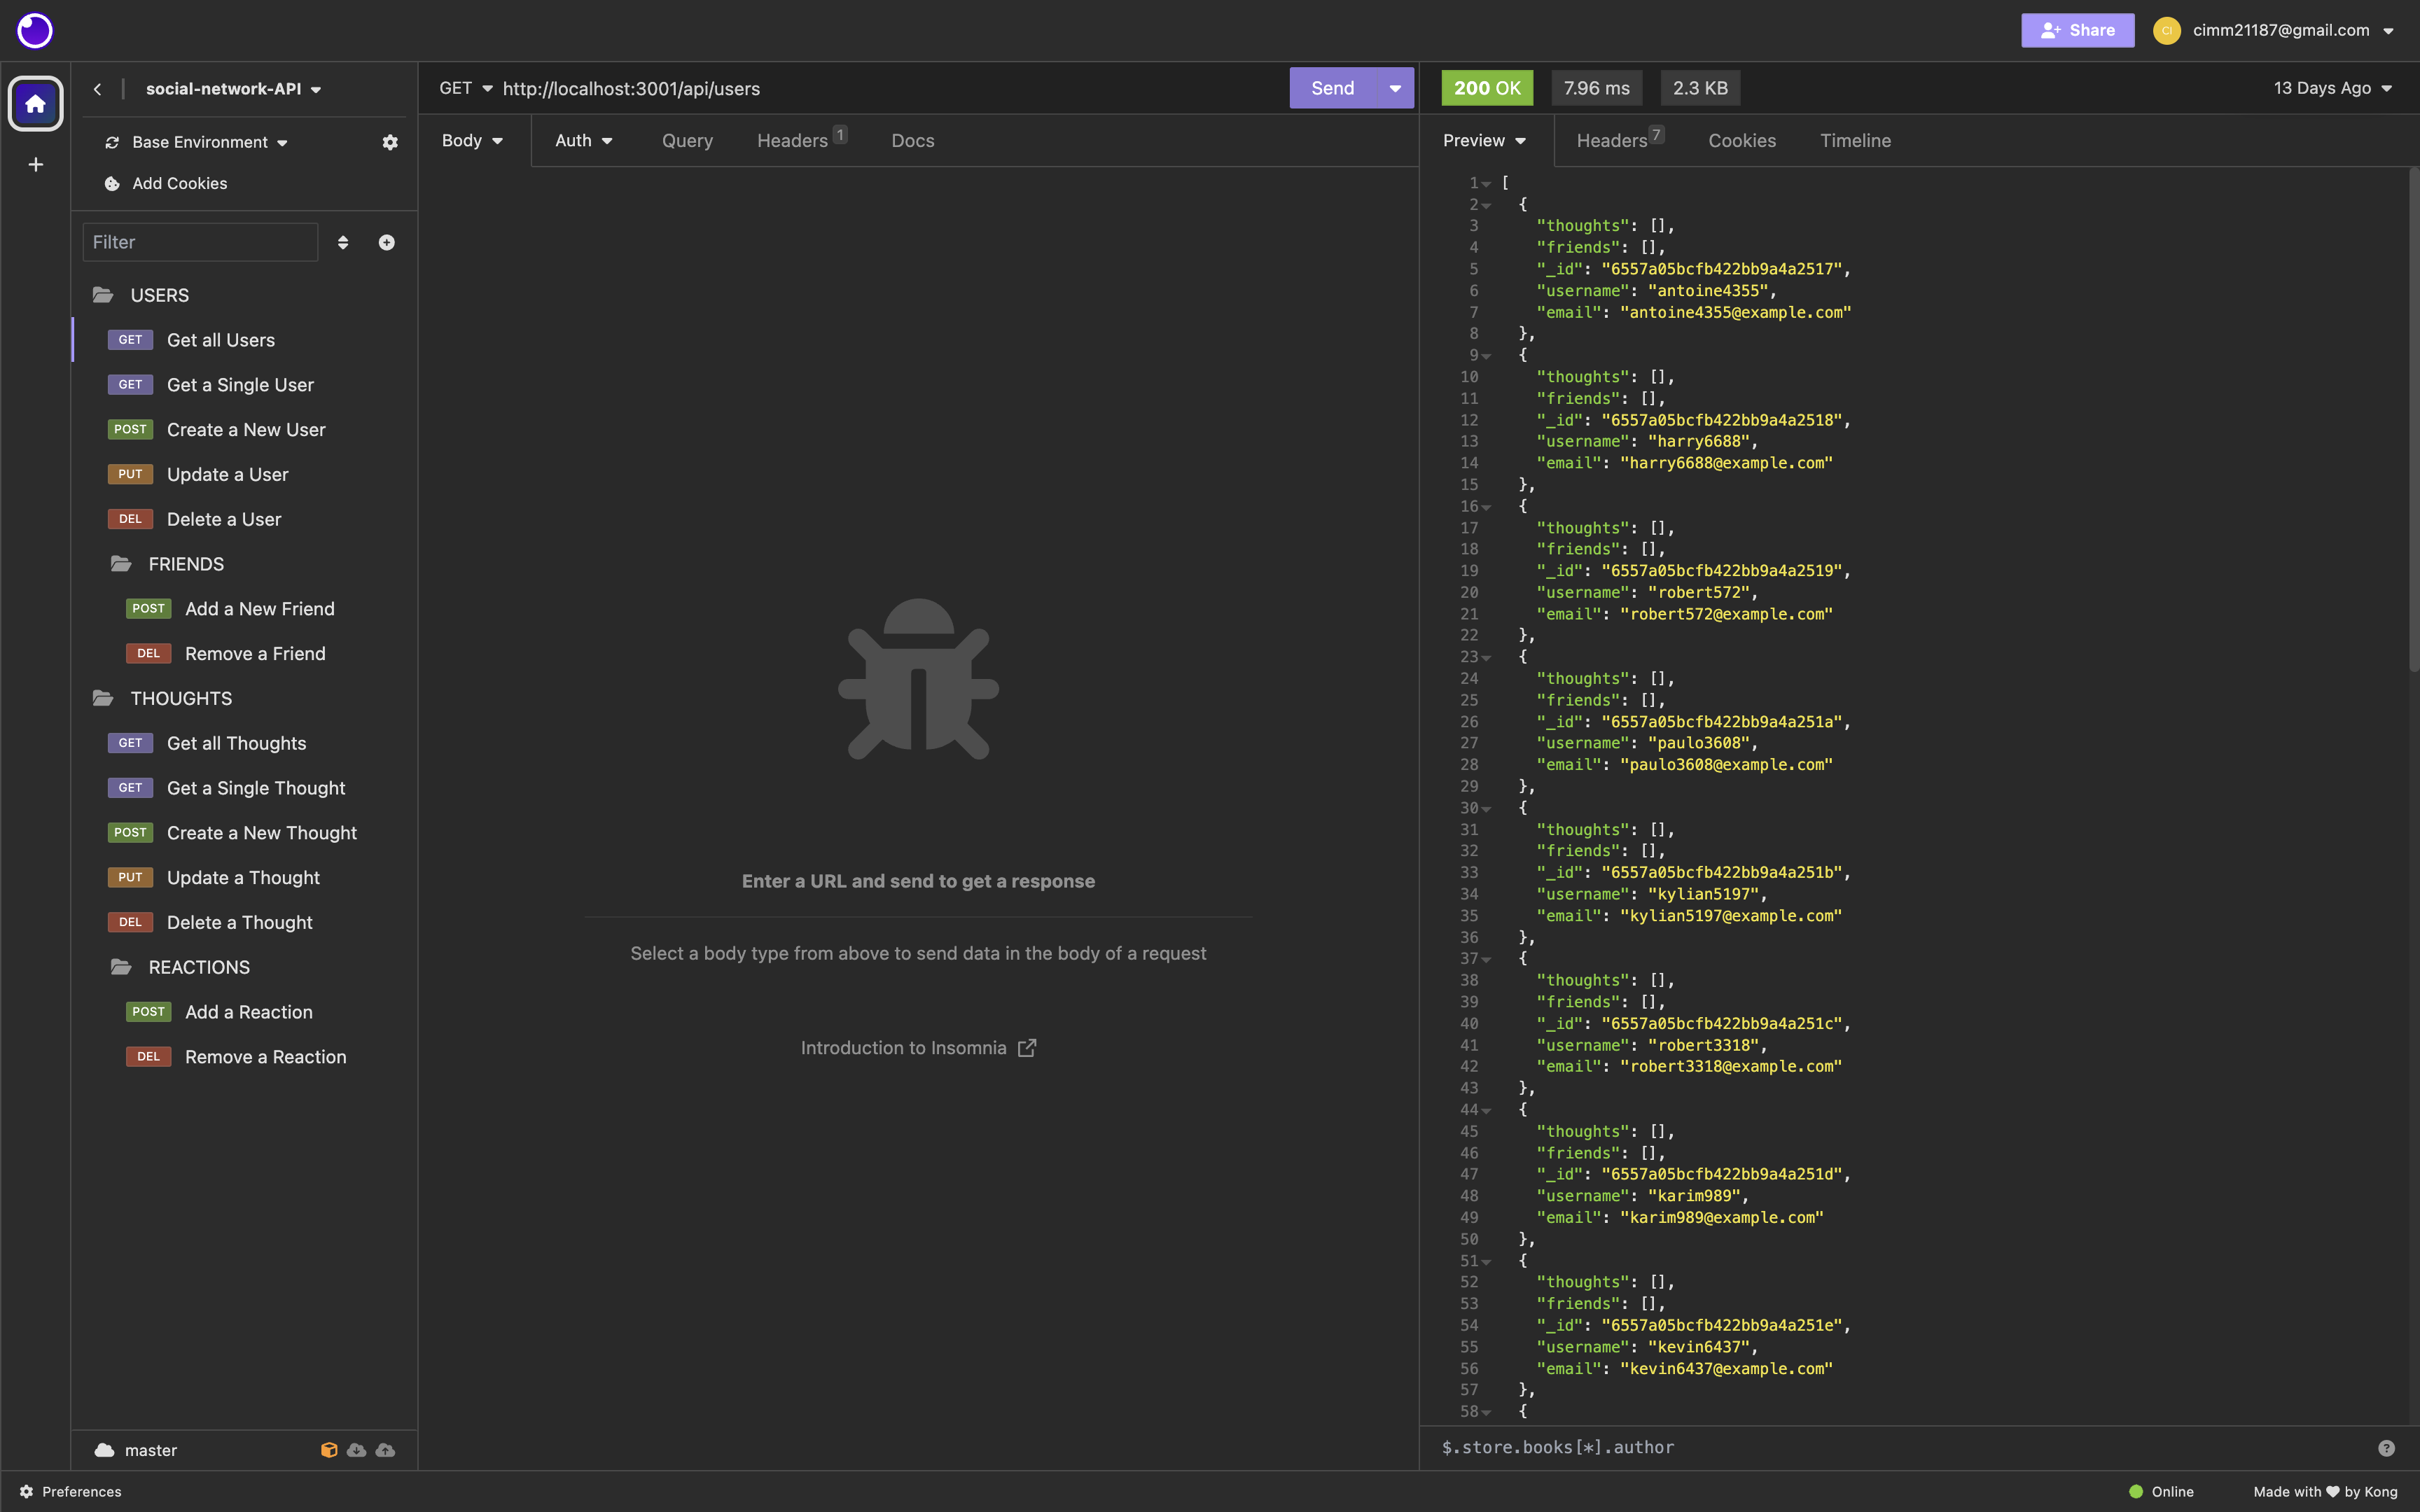 Share
CI
cimm21187@gmail.com
social-network-API
Base Environment
Add Cookies
Filter
USERS
GET Get all Users
GET Get a Single User
POST Create a New User
PUT Update a User
DEL Delete a User
FRIENDS
POST Add a New Friend
DEL Remove a Friend
THOUGHTS
GET Get all Thoughts
GET Get a Single Thought
POST Create a New Thought
PUT Update a Thought
DEL Delete a Thought
REACTIONS
POST Add a Reaction
DEL Remove a Reaction
master
Preferences
GET http://localhost:3001/api/users
Send
Body Auth Query Headers 1 Docs
Enter a URL and send to get a response
Select a body type from above to send data in the body of a request
Introduction to Insomnia
200 OK 7.96 ms 2.3 KB 13 Days Ago
Preview Headers 7 Cookies Timeline
1 [
2 {
3 "thoughts": [],
4 "friends": [],
5 "_id": "6557a05bcfb422bb9a4a2517",
6 "username": "antoine4355",
7 "email": "antoine4355@example.com"
8 },
9 {
10 "thoughts": [],
11 "friends": [],
12 "_id": "6557a05bcfb422bb9a4a2518",
13 "username": "harry6688",
14 "email": "harry6688@example.com"
15 },
16 {
17 "thoughts": [],
18 "friends": [],
19 "_id": "6557a05bcfb422bb9a4a2519",
20 "username": "robert572",
21 "email": "robert572@example.com"
22 },
23 {
24 "thoughts": [],
25 "friends": [],
26 "_id": "6557a05bcfb422bb9a4a251a",
27 "username": "paulo3608",
28 "email": "paulo3608@example.com"
29 },
30 {
31 "thoughts": [],
32 "friends": [],
33 "_id": "6557a05bcfb422bb9a4a251b",
34 "username": "kylian5197",
35 "email": "kylian5197@example.com"
36 },
37 {
38 "thoughts": [],
39 "friends": [],
40 "_id": "6557a05bcfb422bb9a4a251c",
41 "username": "robert3318",
42 "email": "robert3318@example.com"
43 },
44 {
45 "thoughts": [],
46 "friends": [],
47 "_id": "6557a05bcfb422bb9a4a251d",
48 "username": "karim989",
49 "email": "karim989@example.com"
50 },
51 {
52 "thoughts": [],
53 "friends": [],
54 "_id": "6557a05bcfb422bb9a4a251e",
55 "username": "kevin6437",
56 "email": "kevin6437@example.com"
57 },
58 {
$.store.books[*].author
Online
Made with ♥ by Kong